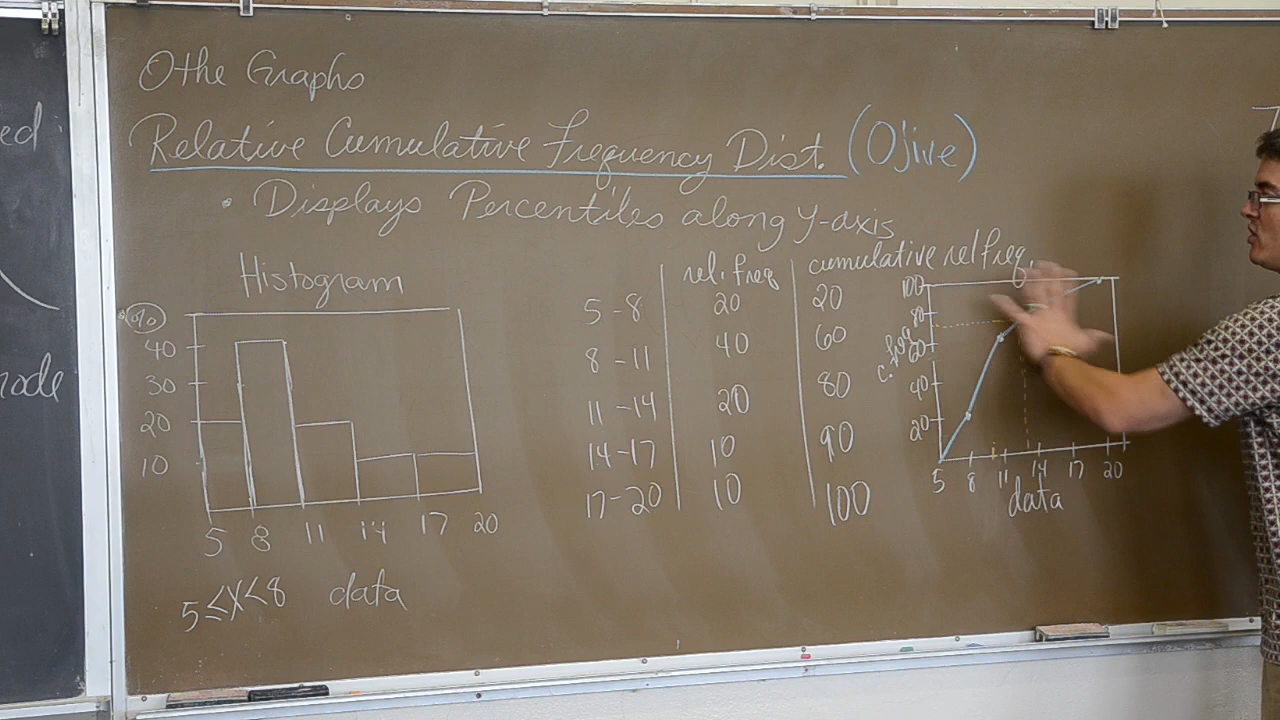 Othe Graphs
Relative Cumulative Frequency Dist. (Ojive)
• Displays Percentiles along y-axis
ed
node
Histogram
%
40
30
20
10
5 8 11 14 17 20
5≤x<8 data
rel. freq cumulative rel freq.
5-8 20 20
8-11 40 60
11-14 20 80
14-17 10 90
17-20 10 100
c. freq
100
80
60
40
20
5 8 11 14 17 20
data